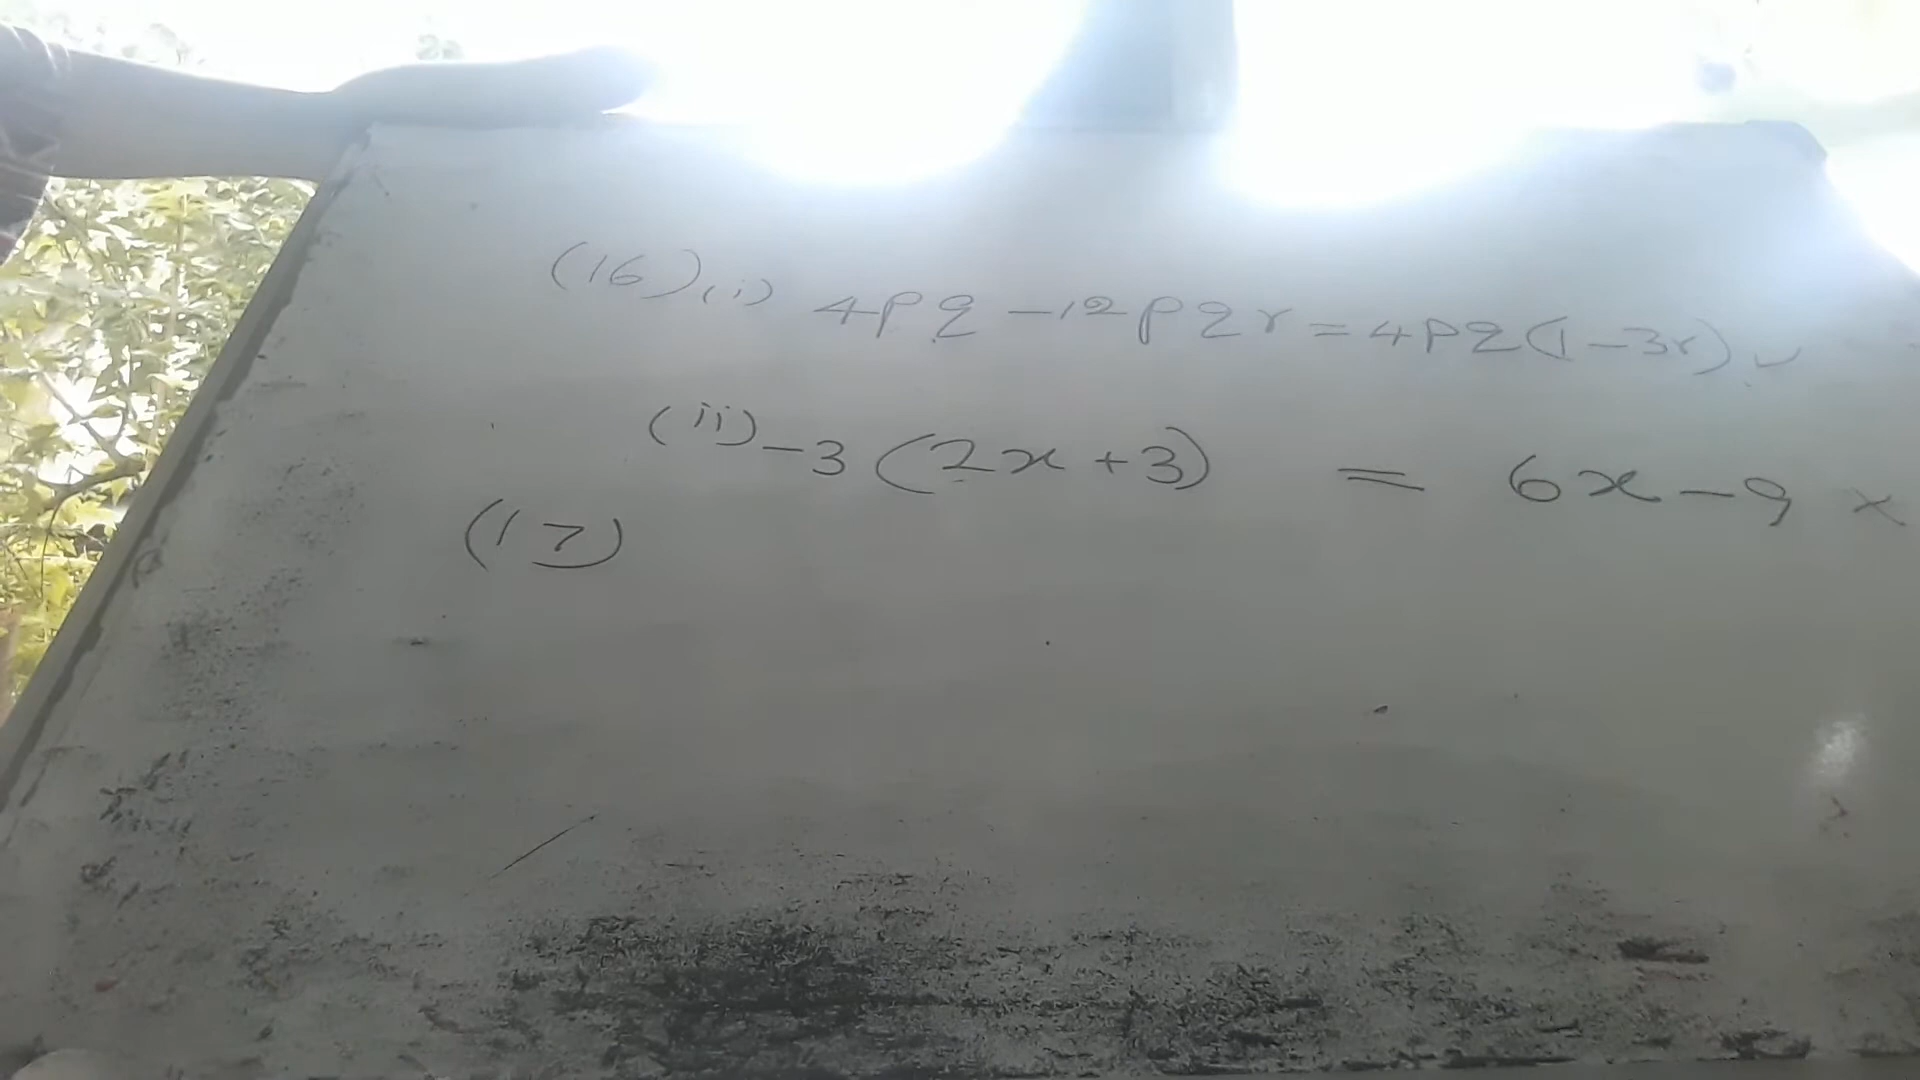 (16) (i) 4pq - 12pqr = 4pq(1 - 3r) ✓
(ii) -3(2x + 3) = 6x - 9 ×
(17)